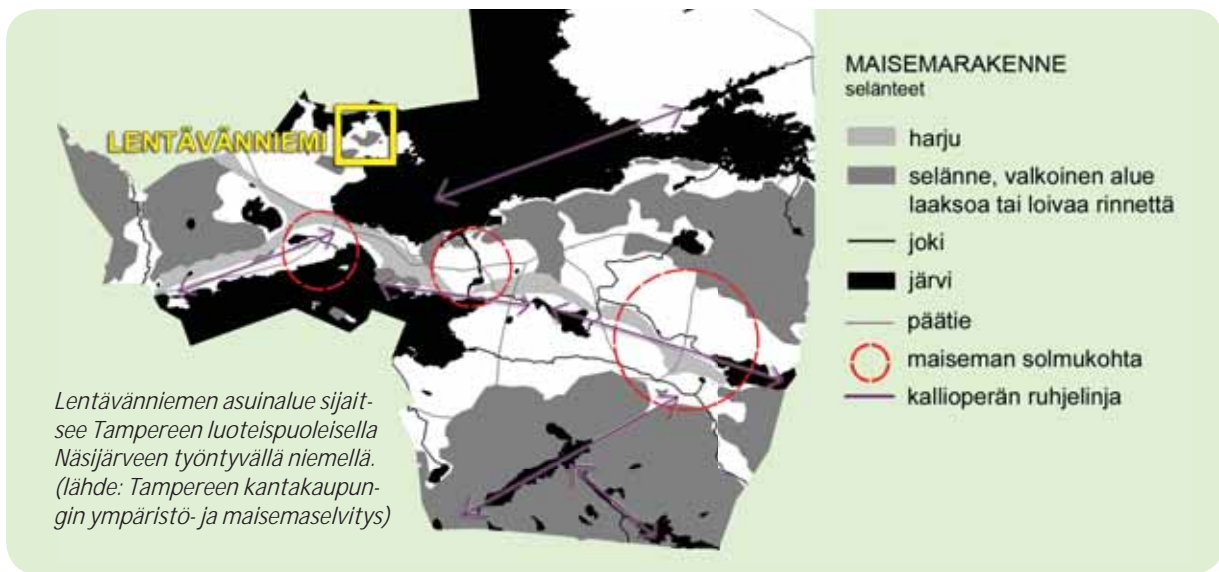 LENTÄVÄNNIEMI
MAISEMARAKENNE
selänteet
harju
selänne, valkoinen alue
laaksoa tai loivaa rinnettä
joki
järvi
päätie
maiseman solmukohta
kallioperän ruhjelinja
Lentävänniemen asuinalue sijait-
see Tampereen luoteispuoleisella
Näsijärveen työntyvällä niemellä.
(lähde: Tampereen kantakaupun-
gin ympäristö- ja maisemaselvitys)